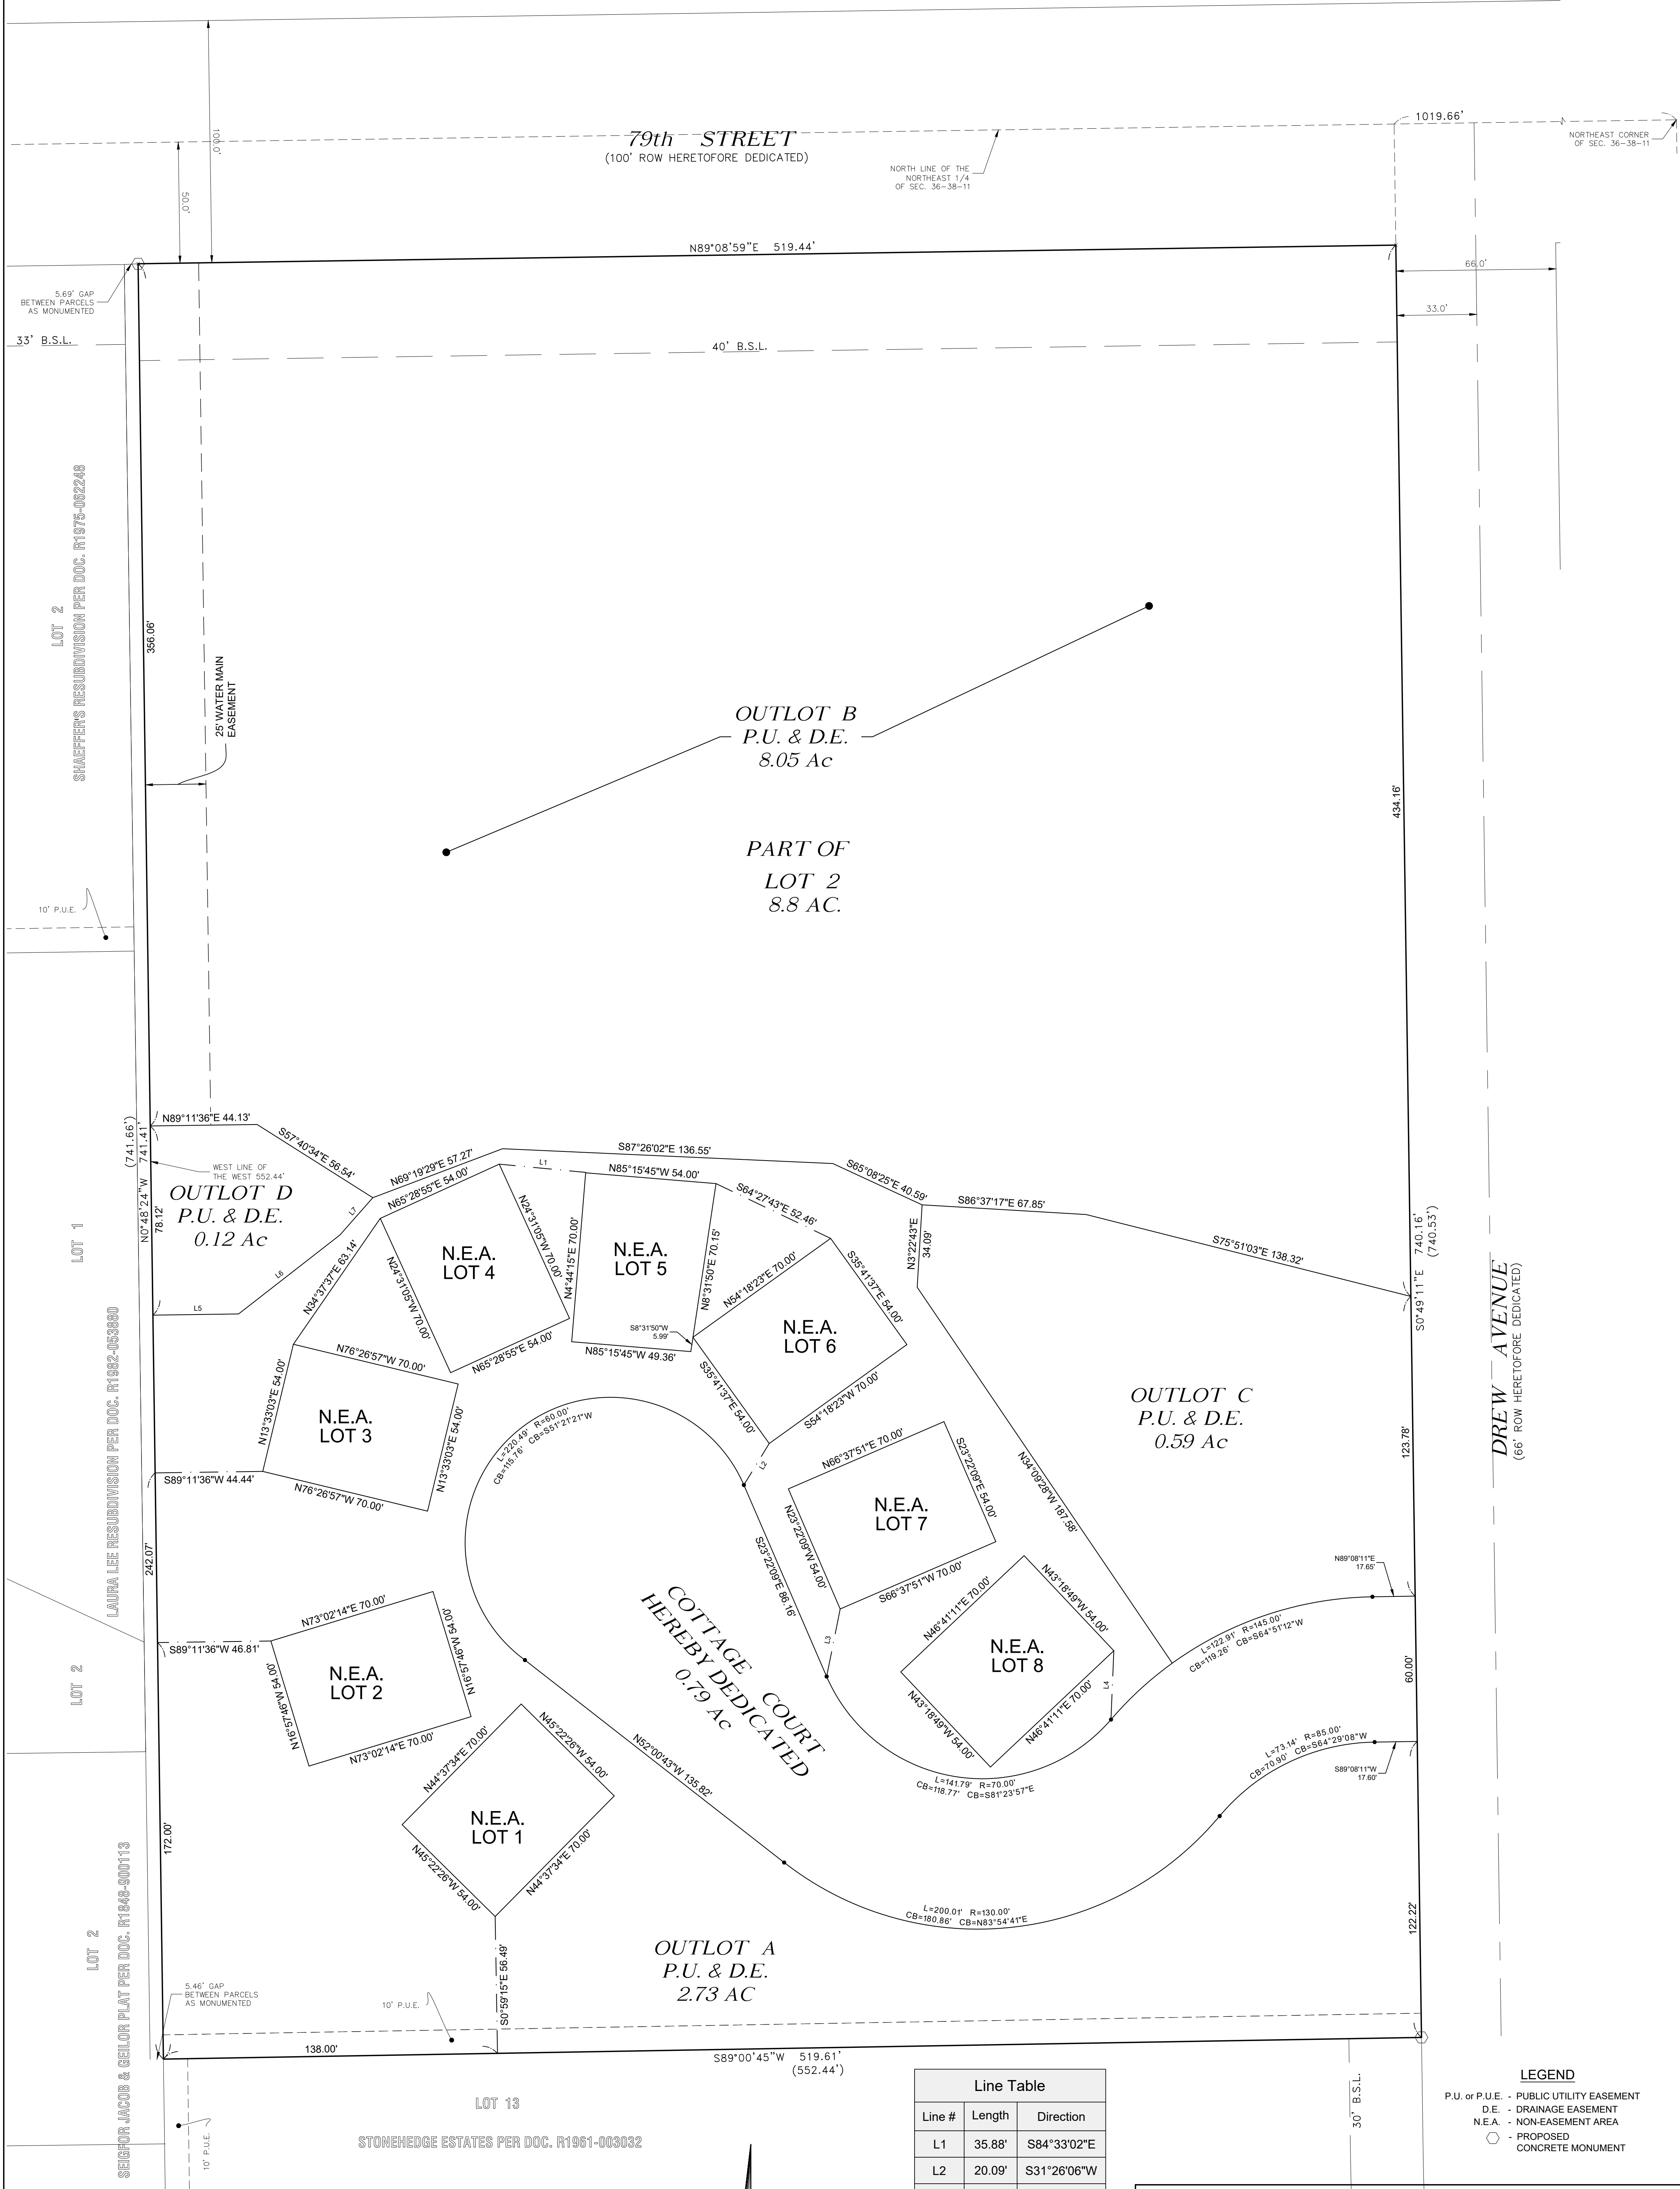 1019.66'
NORTHEAST CORNER
OF SEC. 36-38-11
100.0'
79th STREET
(100' ROW HERETOFORE DEDICATED)
NORTH LINE OF THE
NORTHEAST 1/4
OF SEC. 36-38-11
50.0'
N89°08'59"E 519.44'
66.0'
5.69' GAP
BETWEEN PARCELS
AS MONUMENTED
33.0'
33' B.S.L.
40' B.S.L.
LOT 2
SHAEFFER'S RESUBDIVISION PER DOC. R1975-062248
356.06'
25' WATER MAIN
EASEMENT
OUTLOT B
P.U. & D.E.
8.05 Ac
434.16'
PART OF
LOT 2
8.8 AC.
10' P.U.E.
N89°11'36"E 44.13'
S57°40'34"E 56.54'
(741.66')
N0°48'24"W 741.41'
WEST LINE OF
THE WEST 552.44'
OUTLOT D
P.U. & D.E.
0.12 Ac
78.12'
L7
L6
L5
N69°19'29"E 57.27'
S87°26'02"E 136.55'
S65°08'25"E 40.59'
S86°37'17"E 67.85'
S75°51'03"E 138.32'
N3°22'43"E
34.09'
S0°49'11"E 740.16'
(740.53')
DREW AVENUE
(66' ROW HERETOFORE DEDICATED)
N65°28'55"E 54.00'
L1
N85°15'45"W 54.00'
S64°27'43"E 52.46'
N34°37'37"E 63.14'
N24°31'05"W 70.00'
N.E.A.
LOT 4
N24°31'05"W 70.00'
N65°28'55"E 54.00'
N4°44'15"E 70.00'
N.E.A.
LOT 5
N8°31'50"E 70.15'
S8°31'50"W
5.99'
N85°15'45"W 49.36'
N54°18'23"E 70.00'
S35°41'37"E 54.00'
N.E.A.
LOT 6
S35°41'37"E 54.00'
S54°18'23"W 70.00'
LOT 1
LAURA LEE RESUBDIVISION PER DOC. R1982-053880
N76°26'57"W 70.00'
N13°33'03"E 54.00'
N.E.A.
LOT 3
N13°33'03"E 54.00'
N76°26'57"W 70.00'
S89°11'36"W 44.44'
L=220.49' R=60.00'
CB=115.76' CB=S51°21'21"W
L2
OUTLOT C
P.U. & D.E.
0.59 Ac
123.78'
N66°37'51"E 70.00'
S23°22'09"E 54.00'
N.E.A.
LOT 7
N23°22'09"W 54.00'
S66°37'51"W 70.00'
N34°09'28"W 187.58'
S23°22'09"E 86.16'
242.07'
N89°08'11"E
17.65'
L=122.91' R=145.00'
CB=119.26' CB=S64°51'12"W
N73°02'14"E 70.00'
S89°11'36"W 46.81'
N16°57'46"W 54.00'
N.E.A.
LOT 2
N16°57'46"W 54.00'
N73°02'14"E 70.00'
LOT 2
COTTAGE COURT
HEREBY DEDICATED
0.79 Ac
L3
N46°41'11"E 70.00'
N43°18'49"W 54.00'
N.E.A.
LOT 8
N43°18'49"W 54.00'
N46°41'11"E 70.00'
L4
60.00'
N52°00'43"W 135.82'
L=73.14' R=85.00'
CB=70.90' CB=S64°29'08"W
S89°08'11"W
17.60'
L=141.79' R=70.00'
CB=118.77' CB=S81°23'57"E
N44°37'34"E 70.00'
N45°22'26"W 54.00'
N.E.A.
LOT 1
N45°22'26"W 54.00'
N44°37'34"E 70.00'
172.00'
LOT 2
SEIGFOR JACOB & GEILOR PLAT PER DOC. R1848-900113
L=200.01' R=130.00'
CB=180.86' CB=N83°54'41"E
122.22'
OUTLOT A
P.U. & D.E.
2.73 AC
S0°59'15"E 56.49'
5.46' GAP
BETWEEN PARCELS
AS MONUMENTED
10' P.U.E.
138.00'
S89°00'45"W 519.61'
(552.44')
LOT 13
STONEHEDGE ESTATES PER DOC. R1961-003032
10' P.U.E.
30' B.S.L.
Line Table
Line # Length Direction
L1 35.88' S84°33'02"E
L2 20.09' S31°26'06"W
LEGEND
P.U. or P.U.E. - PUBLIC UTILITY EASEMENT
D.E. - DRAINAGE EASEMENT
N.E.A. - NON-EASEMENT AREA
- PROPOSED
CONCRETE MONUMENT